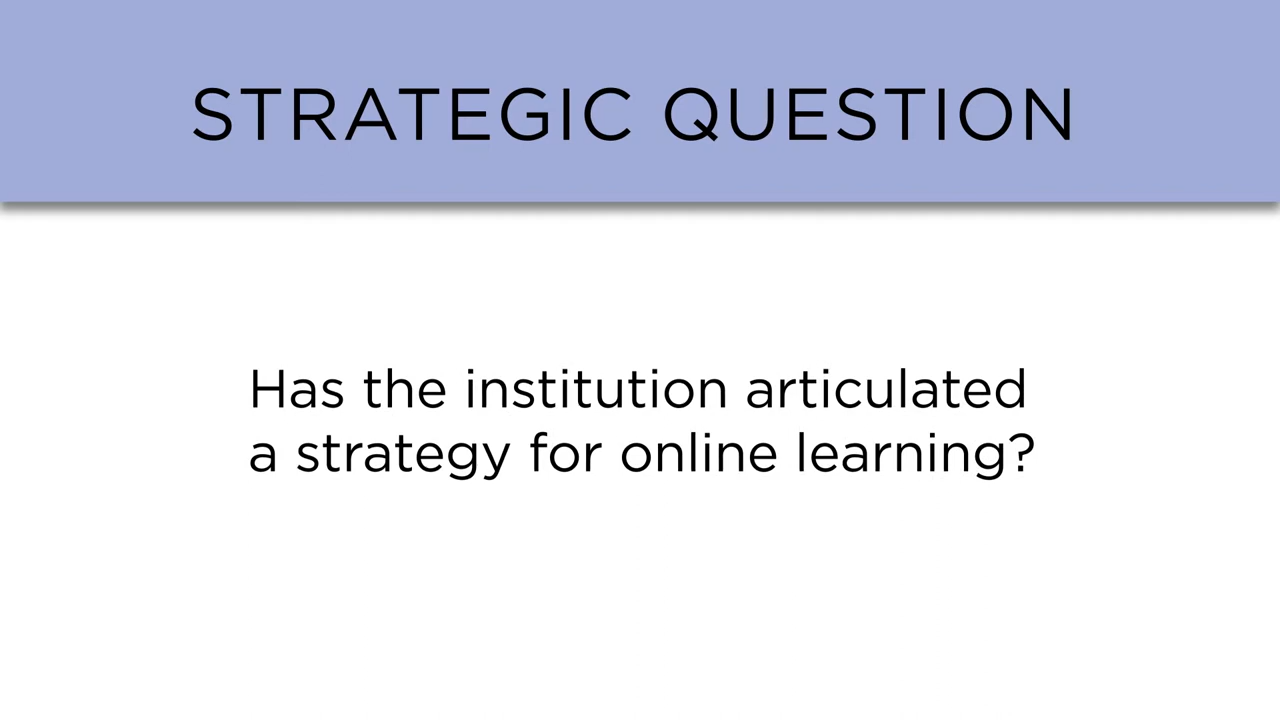 STRATEGIC QUESTION
Has the institution articulated
a strategy for online learning?